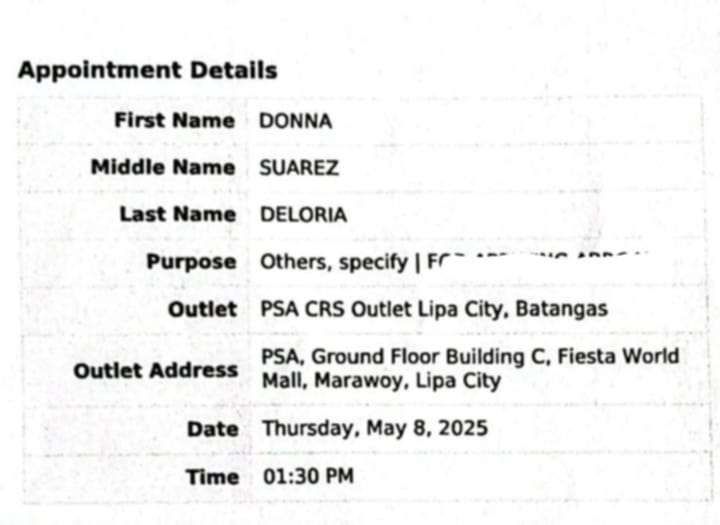 Appointment Details
First Name DONNA
Middle Name SUAREZ
Last Name DELORIA
Purpose Others, specify |
Outlet PSA CRS Outlet Lipa City, Batangas
Outlet Address PSA, Ground Floor Building C, Fiesta World
Mall, Marawoy, Lipa City
Date Thursday, May 8, 2025
Time 01:30 PM